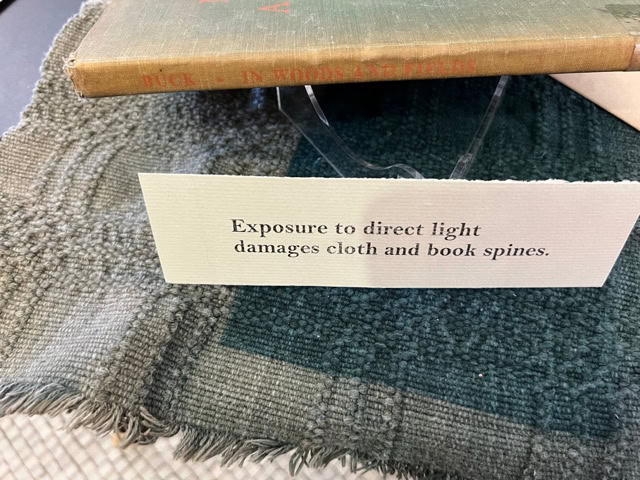 BUCK • IN WOODS AND FIELDS
Exposure to direct light
damages cloth and book spines.